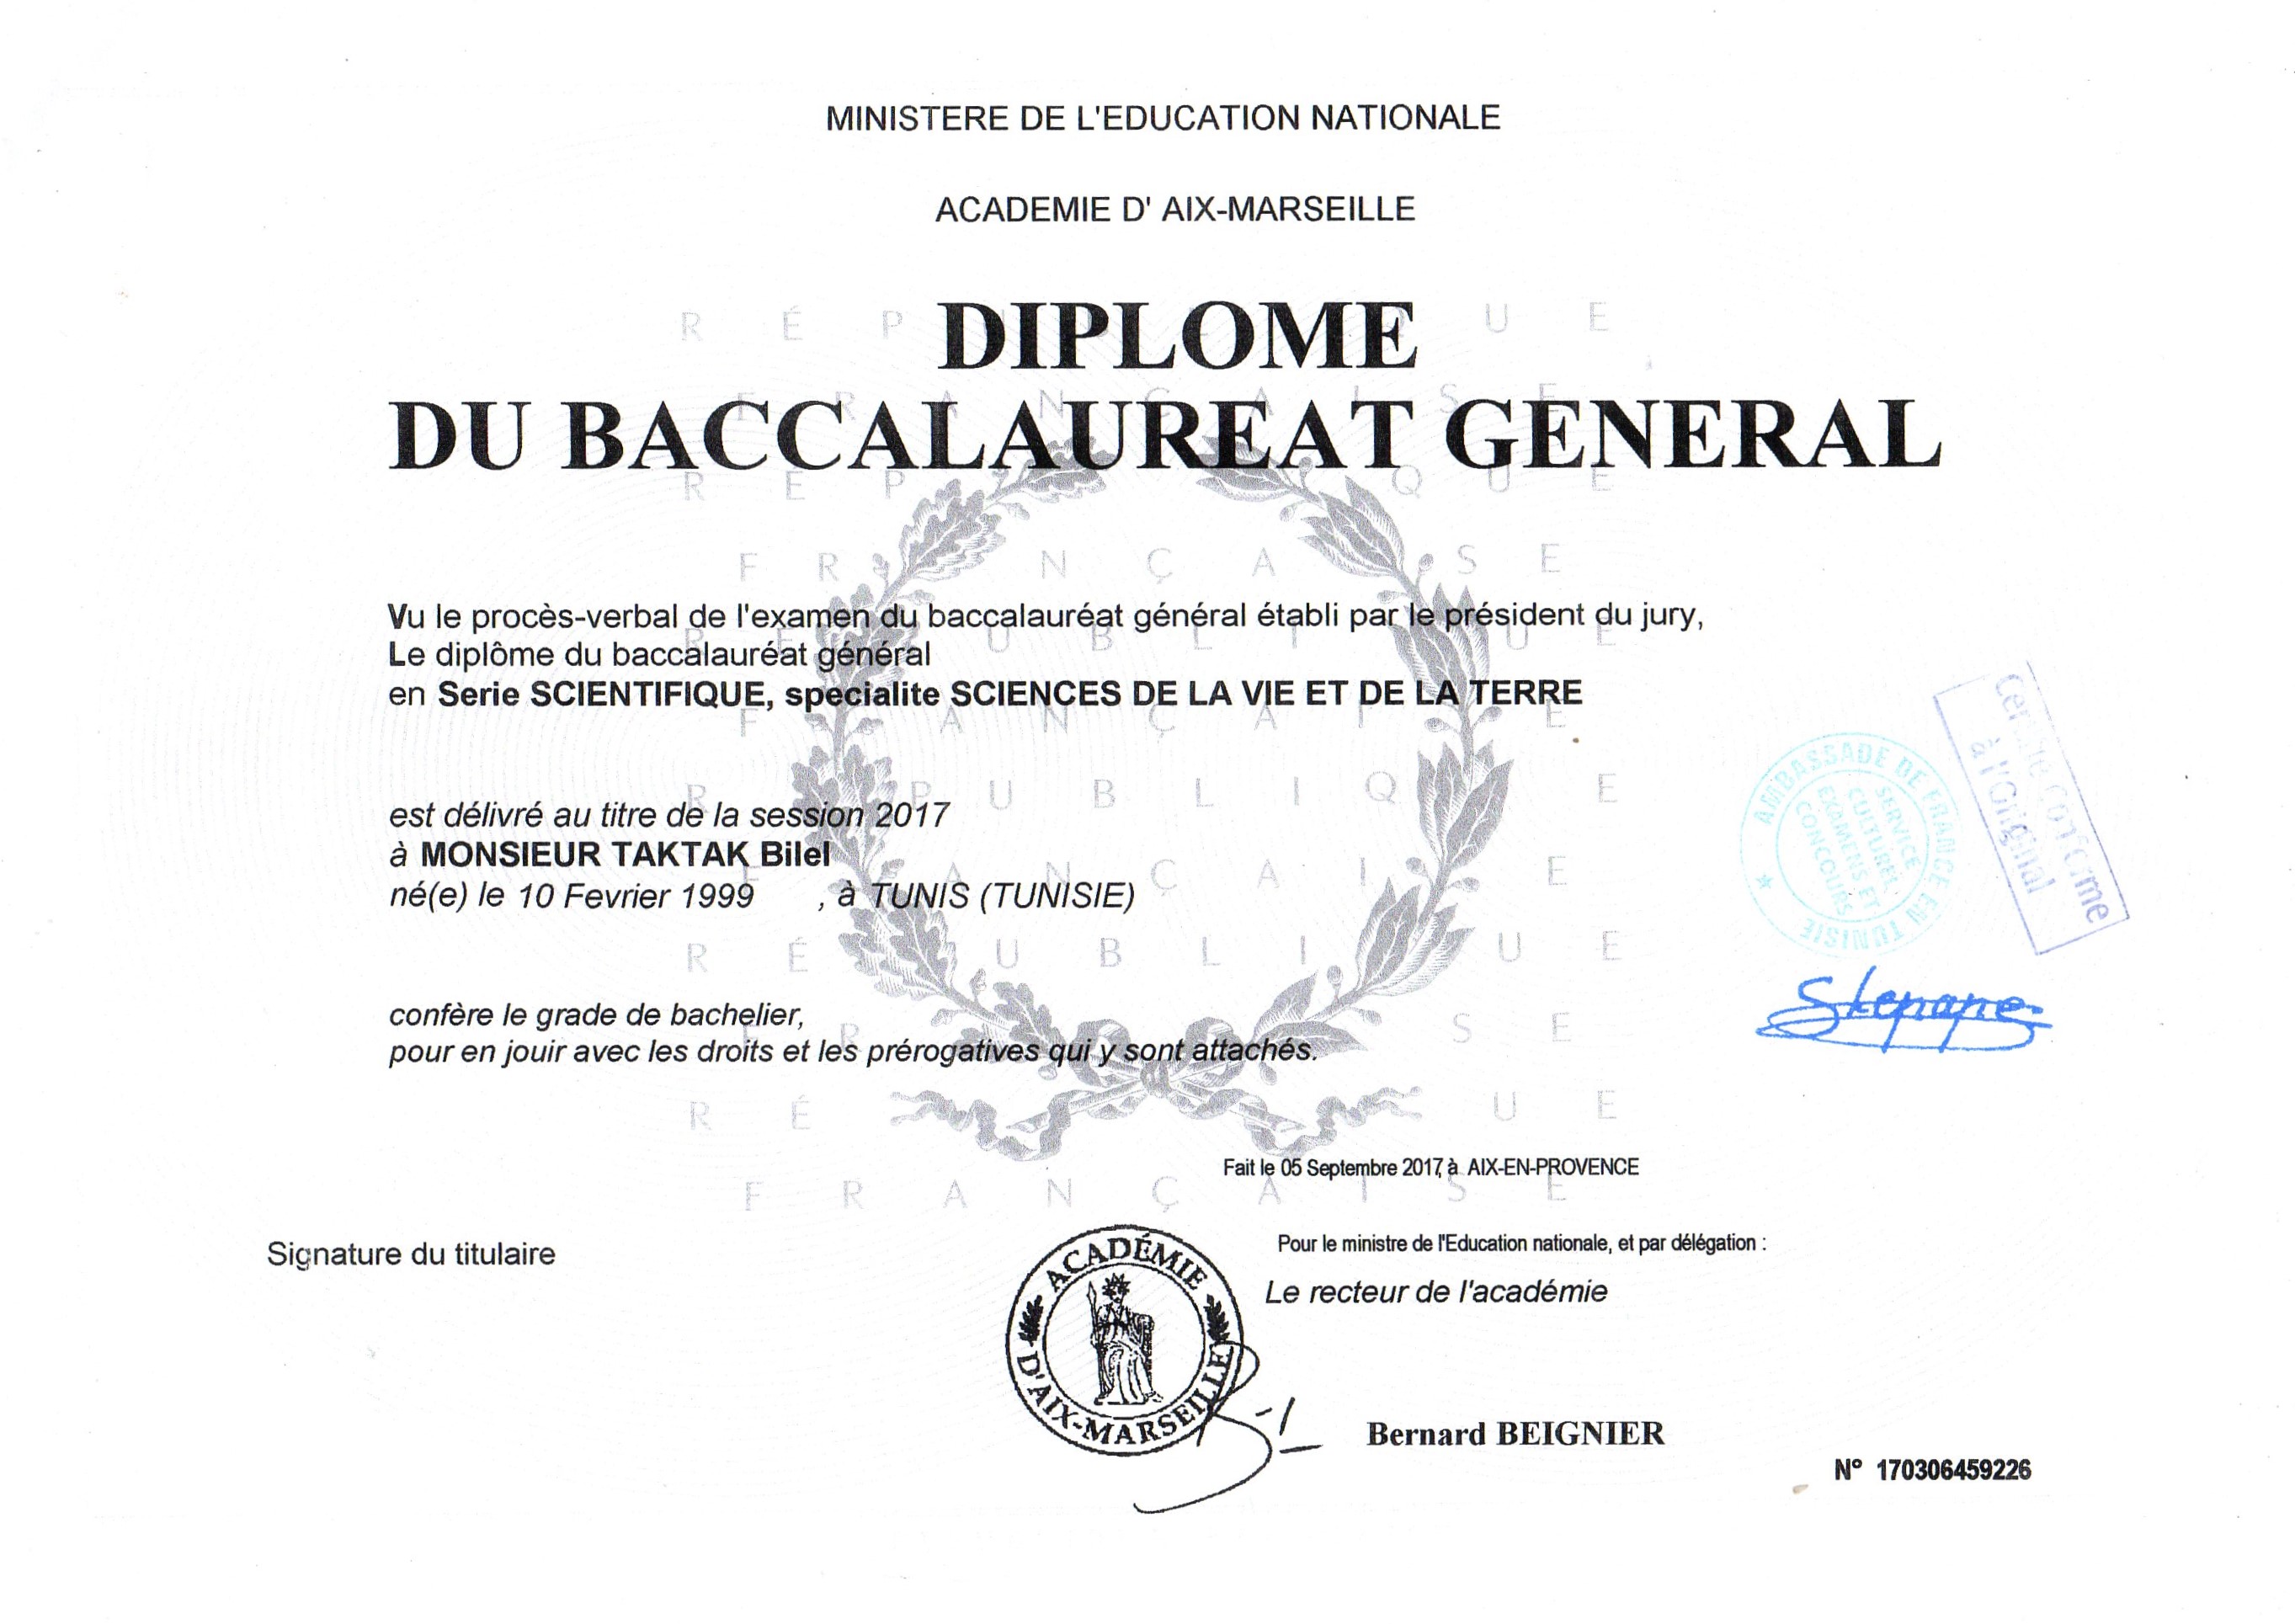 MINISTERE DE L'EDUCATION NATIONALE
ACADEMIE D' AIX-MARSEILLE
DIPLOME
DU BACCALAUREAT GENERAL
Vu le procès-verbal de l'examen du baccalauréat général établi par le président du jury,
Le diplôme du baccalauréat général
en Serie SCIENTIFIQUE, specialite SCIENCES DE LA VIE ET DE LA TERRE
est délivré au titre de la session 2017
à MONSIEUR TAKTAK Bilel
né(e) le 10 Fevrier 1999 , à TUNIS (TUNISIE)
confère le grade de bachelier,
pour en jouir avec les droits et les prérogatives qui y sont attachés.
Certifié conforme
à l'Original
AMBASSADE DE FRANCE EN TUNISIE
SERVICE
CULTUREL
EXAMENS ET
CONCOURS
Fait le 05 Septembre 2017, à AIX-EN-PROVENCE
Signature du titulaire
Pour le ministre de l'Education nationale, et par délégation :
Le recteur de l'académie
ACADÉMIE
D'AIX-MARSEILLE
Bernard BEIGNIER
N° 170306459226
RÉPUBLIQUE
FRANÇAISE